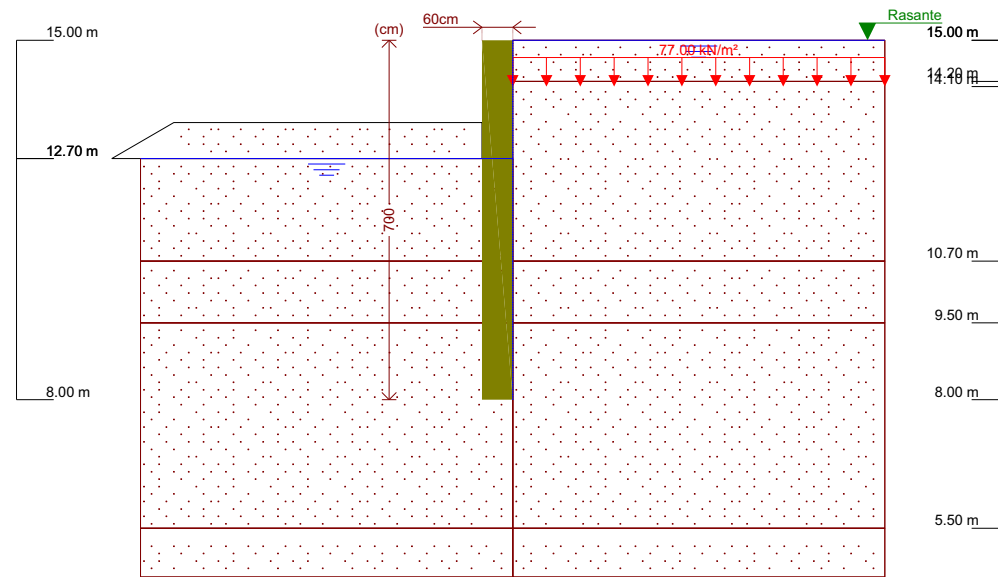 60cm
Rasante
15.00 m
(cm)
15.00 m
77.00 kN/m²
14.20 m
14.10 m
12.70 m
700
10.70 m
9.50 m
8.00 m
8.00 m
5.50 m